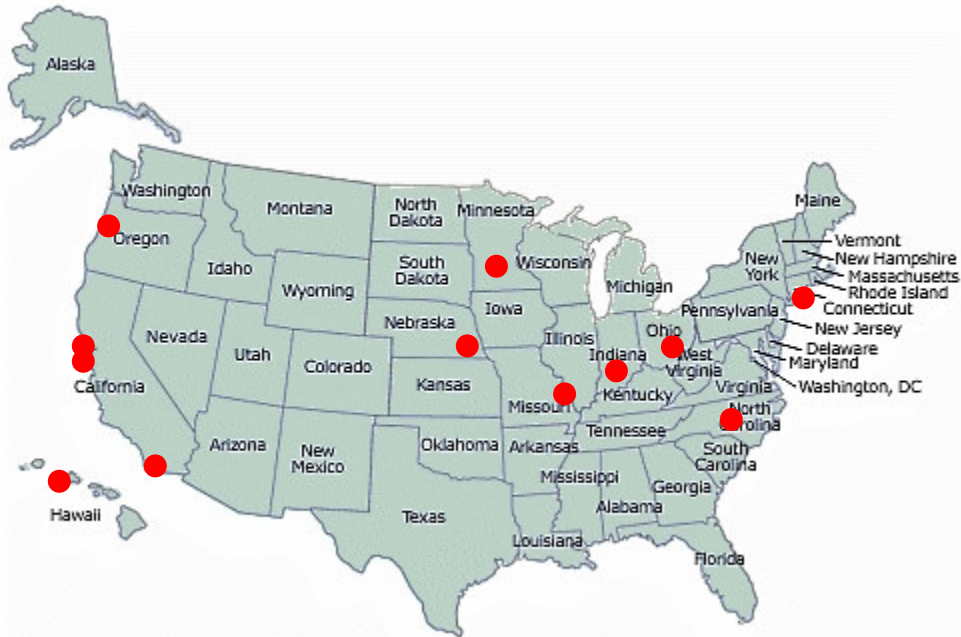 Alaska
Washington
Montana
North
Dakota
Minnesota
Maine
Oregon
Idaho
South
Dakota
Wisconsin
Michigan
New
York
Vermont
New Hampshire
Massachusetts
Rhode Island
Connecticut
Wyoming
Iowa
Pennsylvania
New Jersey
Nevada
Utah
Colorado
Nebraska
Illinois
Indiana
Ohio
West
Virginia
Delaware
Maryland
Washington, DC
California
Kansas
Missouri
Kentucky
Virginia
North
Carolina
Arizona
New
Mexico
Oklahoma
Arkansas
Tennessee
South
Carolina
Mississippi
Georgia
Alabama
Hawaii
Texas
Louisiana
Florida